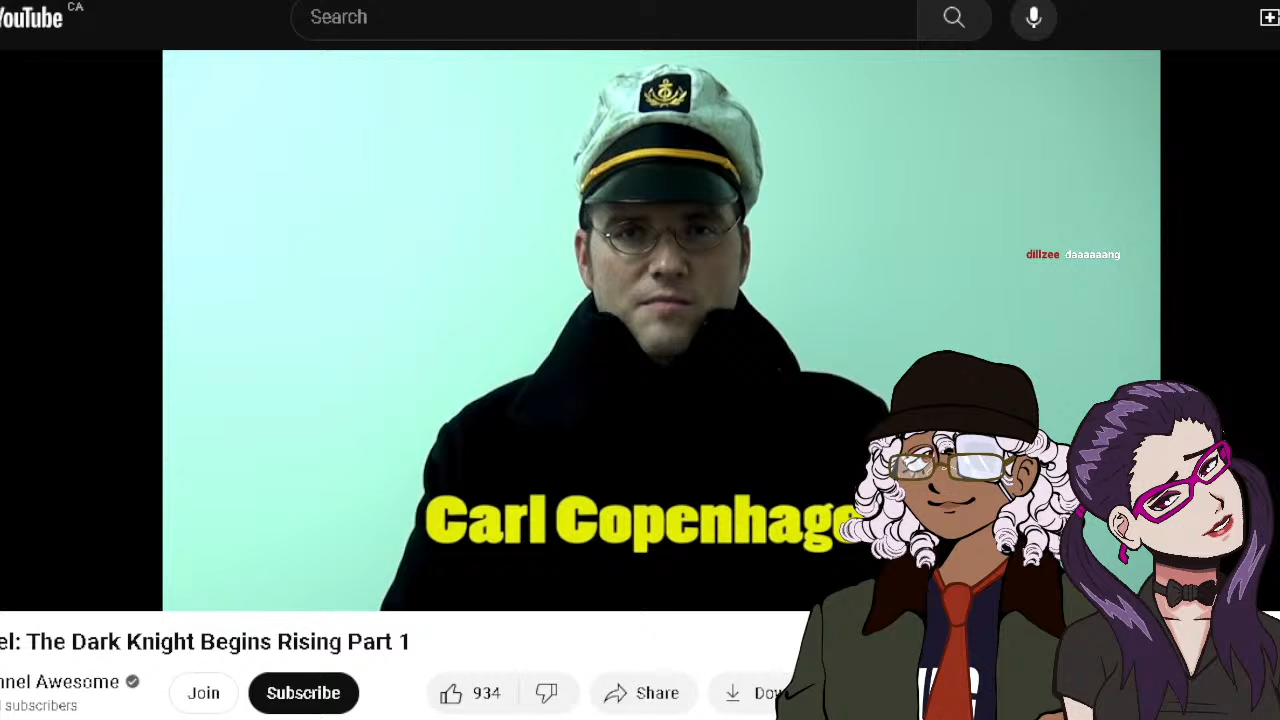 YouTube CA
Search
dillzee daaaaaang
Carl Copenhage
el: The Dark Knight Begins Rising Part 1
nnel Awesome
subscribers
Join
Subscribe
934
Share
Dow